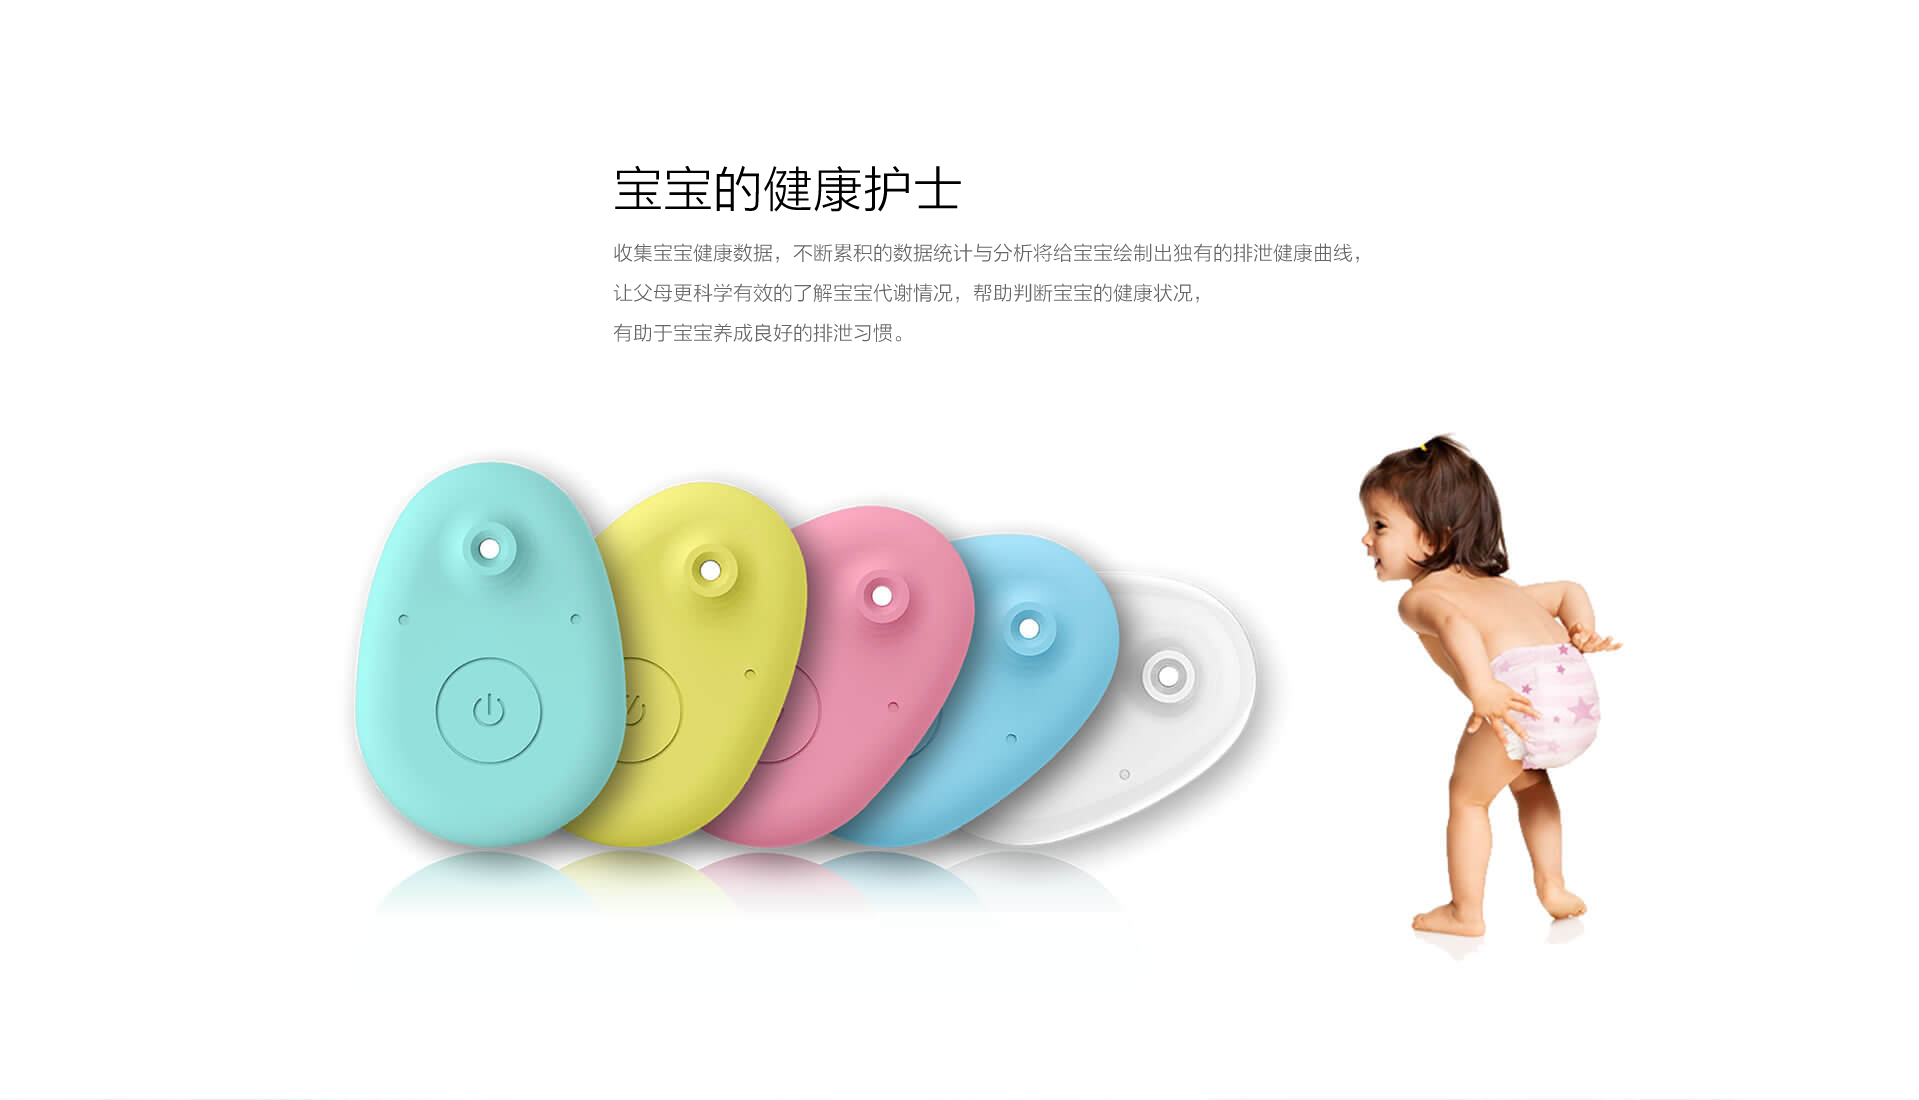 宝宝的健康护士
收集宝宝健康数据，不断累积的数据统计与分析将给宝宝绘制出独有的排泄健康曲线，
让父母更科学有效的了解宝宝代谢情况，帮助判断宝宝的健康状况，
有助于宝宝养成良好的排泄习惯。